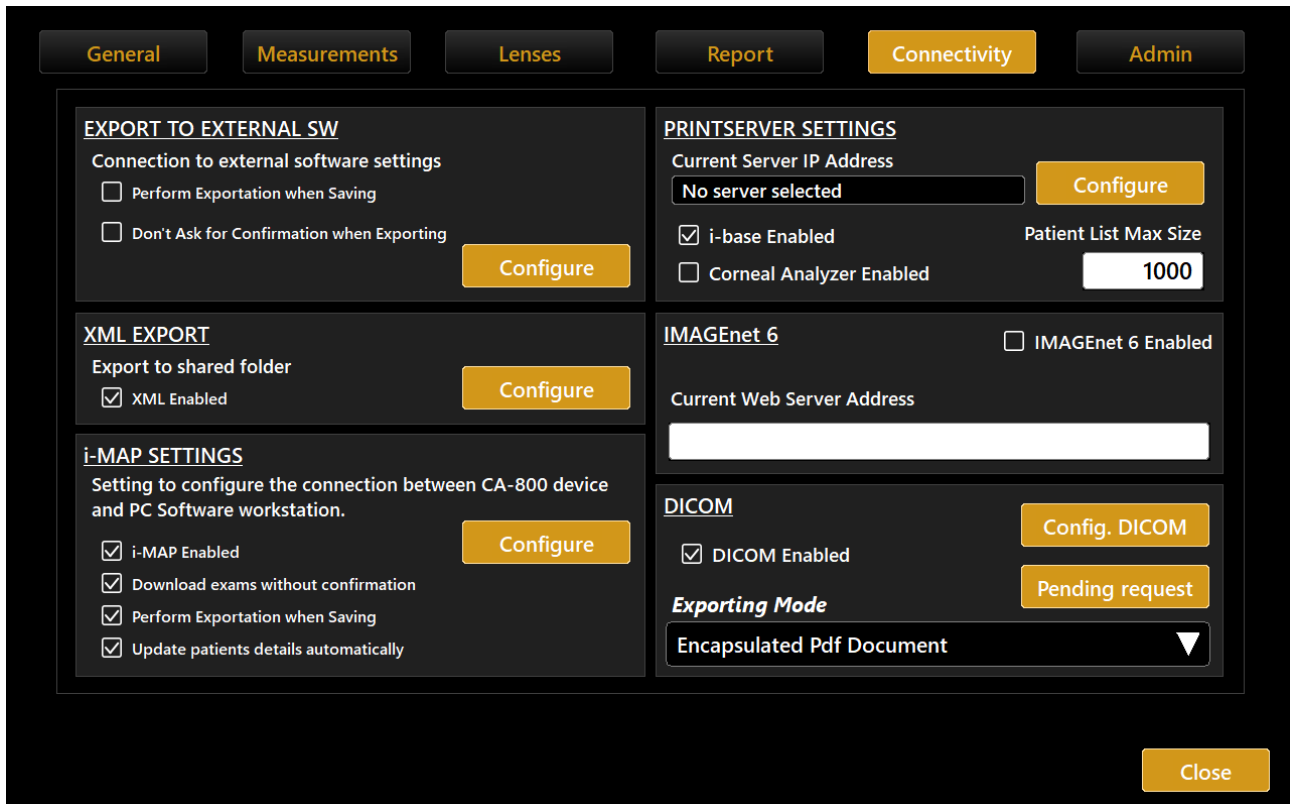 General
Measurements
Lenses
Report
Connectivity
Admin
EXPORT TO EXTERNAL SW
Connection to external software settings
Perform Exportation when Saving
Don't Ask for Confirmation when Exporting
Configure
XML EXPORT
Export to shared folder
XML Enabled
Configure
i-MAP SETTINGS
Setting to configure the connection between CA-800 device
and PC Software workstation.
Configure
i-MAP Enabled
Download exams without confirmation
Perform Exportation when Saving
Update patients details automatically
PRINTSERVER SETTINGS
Current Server IP Address
No server selected
Configure
i-base Enabled
Patient List Max Size
Corneal Analyzer Enabled
1000
IMAGEnet 6
IMAGEnet 6 Enabled
Current Web Server Address
DICOM
Config. DICOM
DICOM Enabled
Pending request
Exporting Mode
Encapsulated Pdf Document
Close